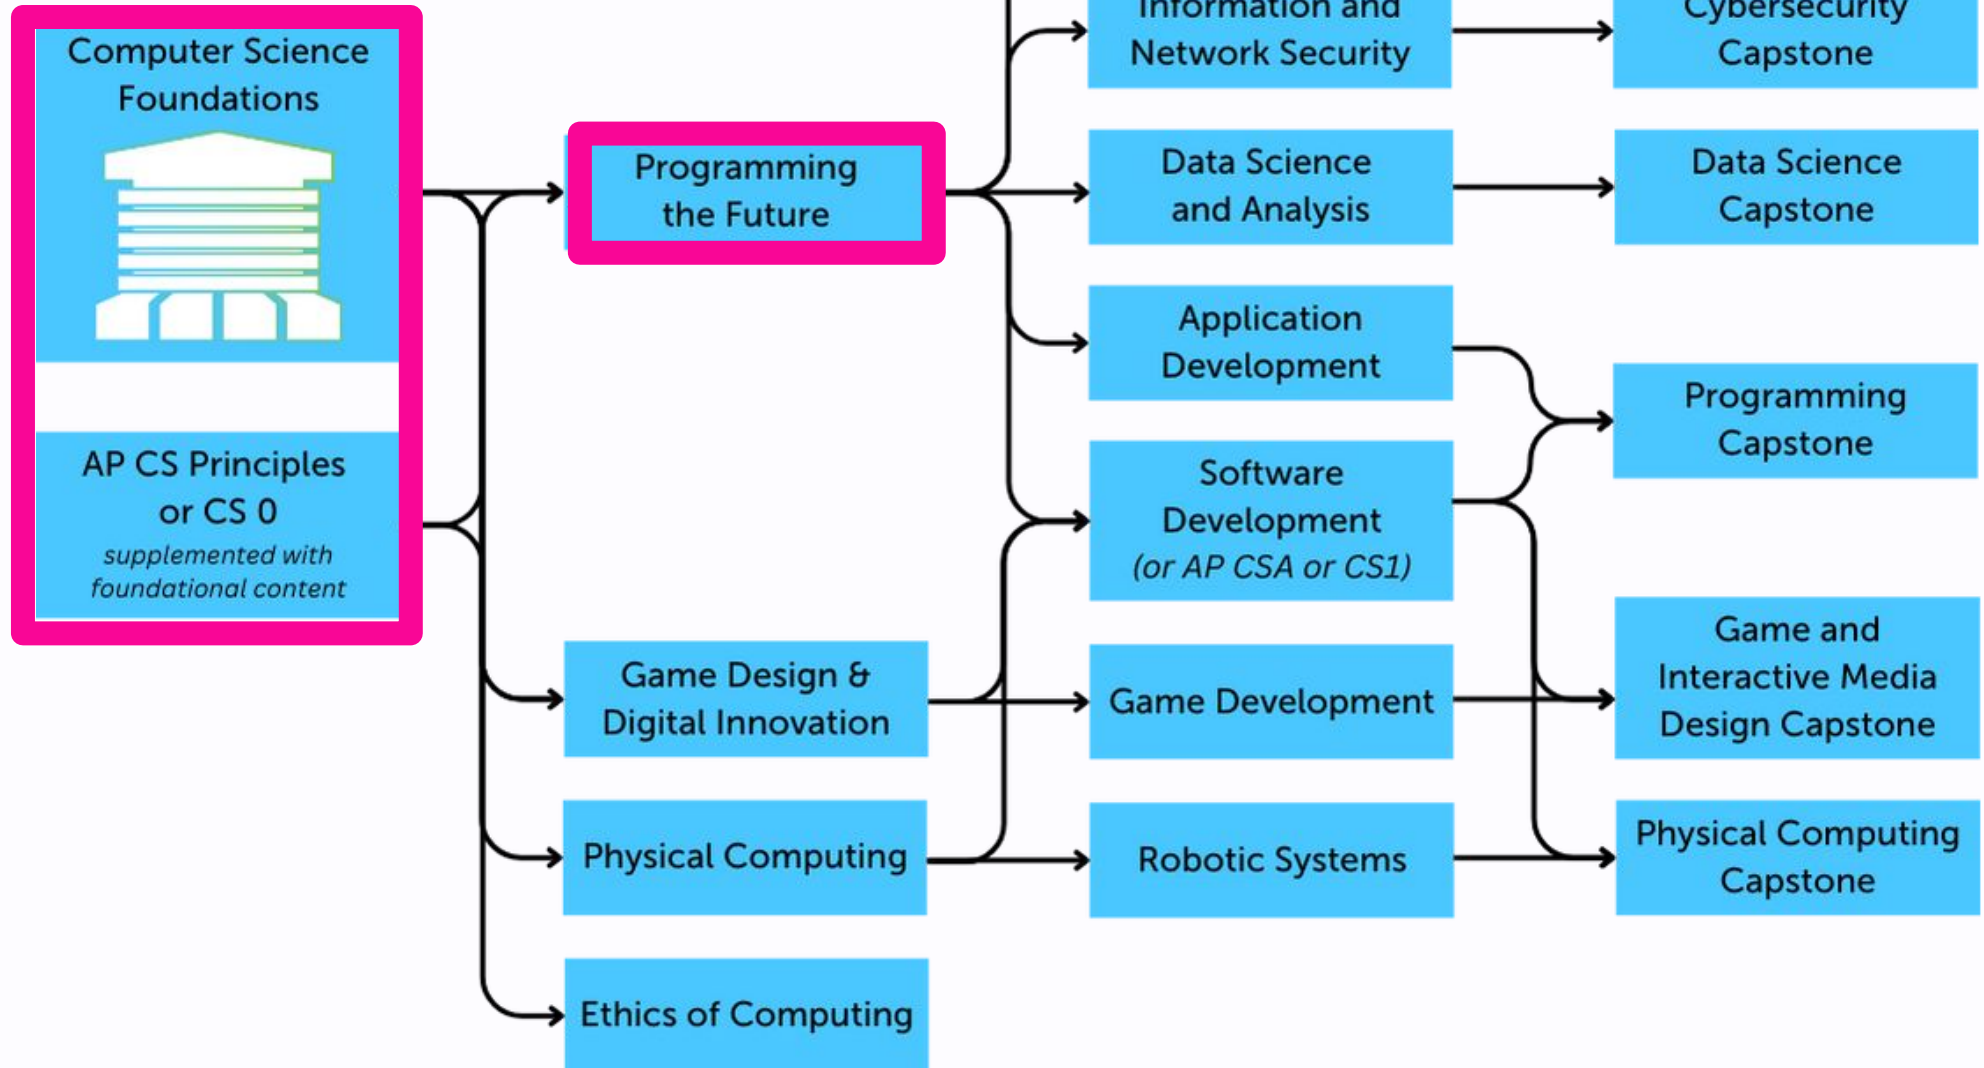 Computer Science
Foundations
AP CS Principles
or CS 0
supplemented with
foundational content
Programming
the Future
Game Design &
Digital Innovation
Physical Computing
Ethics of Computing
Information and
Network Security
Data Science
and Analysis
Application
Development
Software
Development
(or AP CSA or CS1)
Game Development
Robotic Systems
Cybersecurity
Capstone
Data Science
Capstone
Programming
Capstone
Game and
Interactive Media
Design Capstone
Physical Computing
Capstone